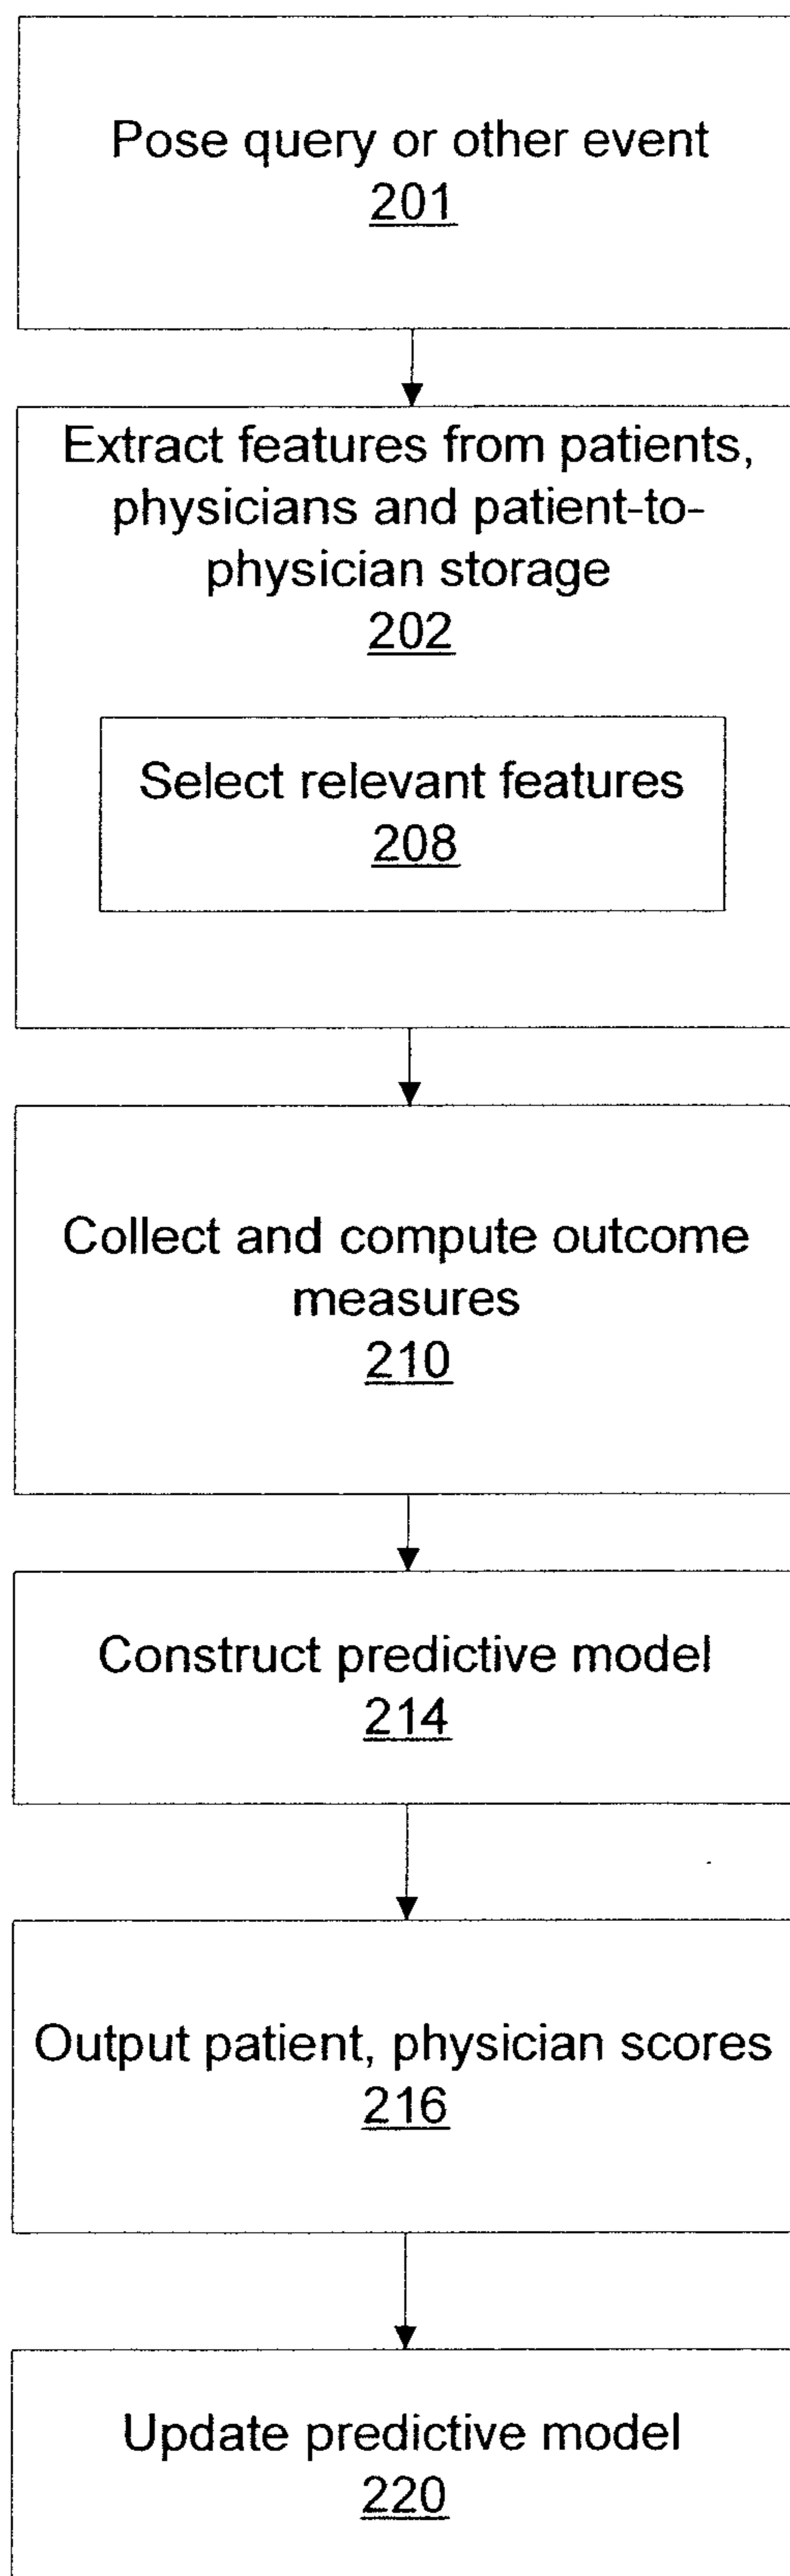 Pose query or other event
201
Extract features from patients,
physicians and patient-to-
physician storage
202
Select relevant features
208
Collect and compute outcome
measures
210
Construct predictive model
214
Output patient, physician scores
216
Update predictive model
220